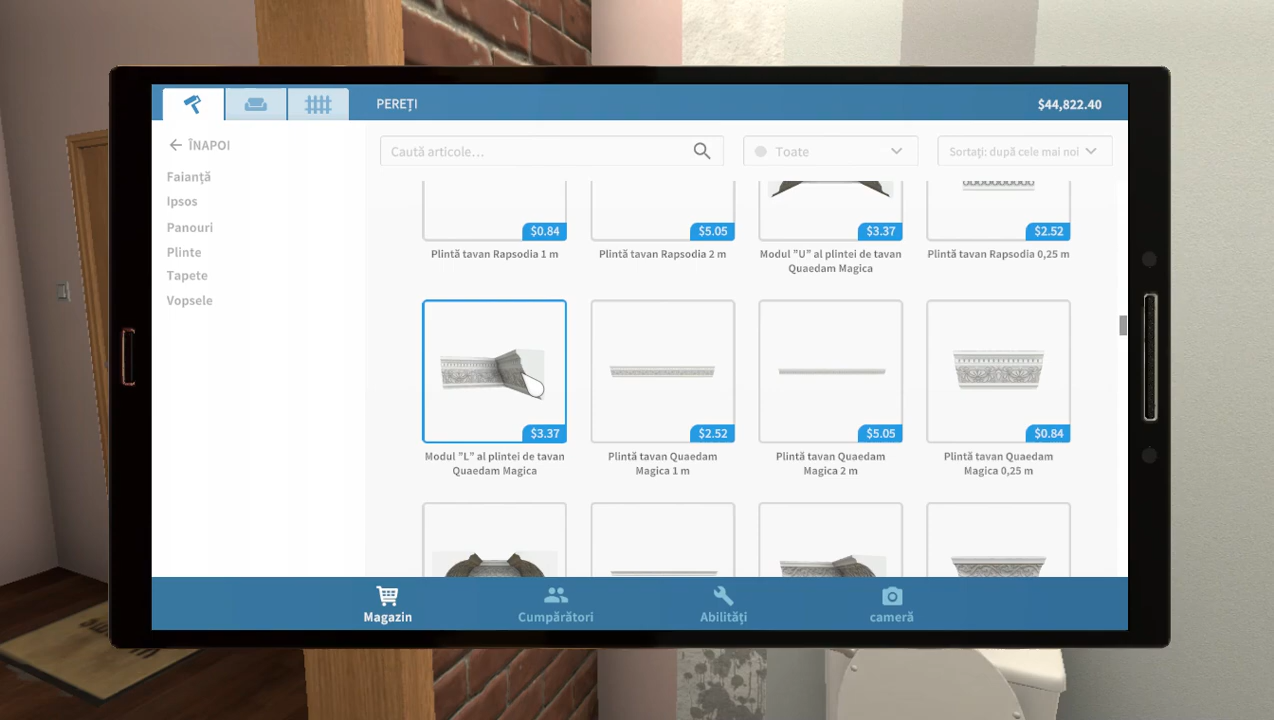 PEREȚI
$44,822.40
ÎNAPOI
Caută articole...
Toate
Sortați: după cele mai noi
Faianță
Ipsos
Panouri
Plinte
Tapete
Vopsele
$0.84
$5.05
$3.37
$2.52
Plintă tavan Rapsodia 1 m
Plintă tavan Rapsodia 2 m
Modul ”U” al plintei de tavan
Quaedam Magica
Plintă tavan Rapsodia 0,25 m
$3.37
$2.52
$5.05
$0.84
Modul ”L” al plintei de tavan
Quaedam Magica
Plintă tavan Quaedam
Magica 1 m
Plintă tavan Quaedam
Magica 2 m
Plintă tavan Quaedam
Magica 0,25 m
Magazin
Cumpărători
Abilități
cameră